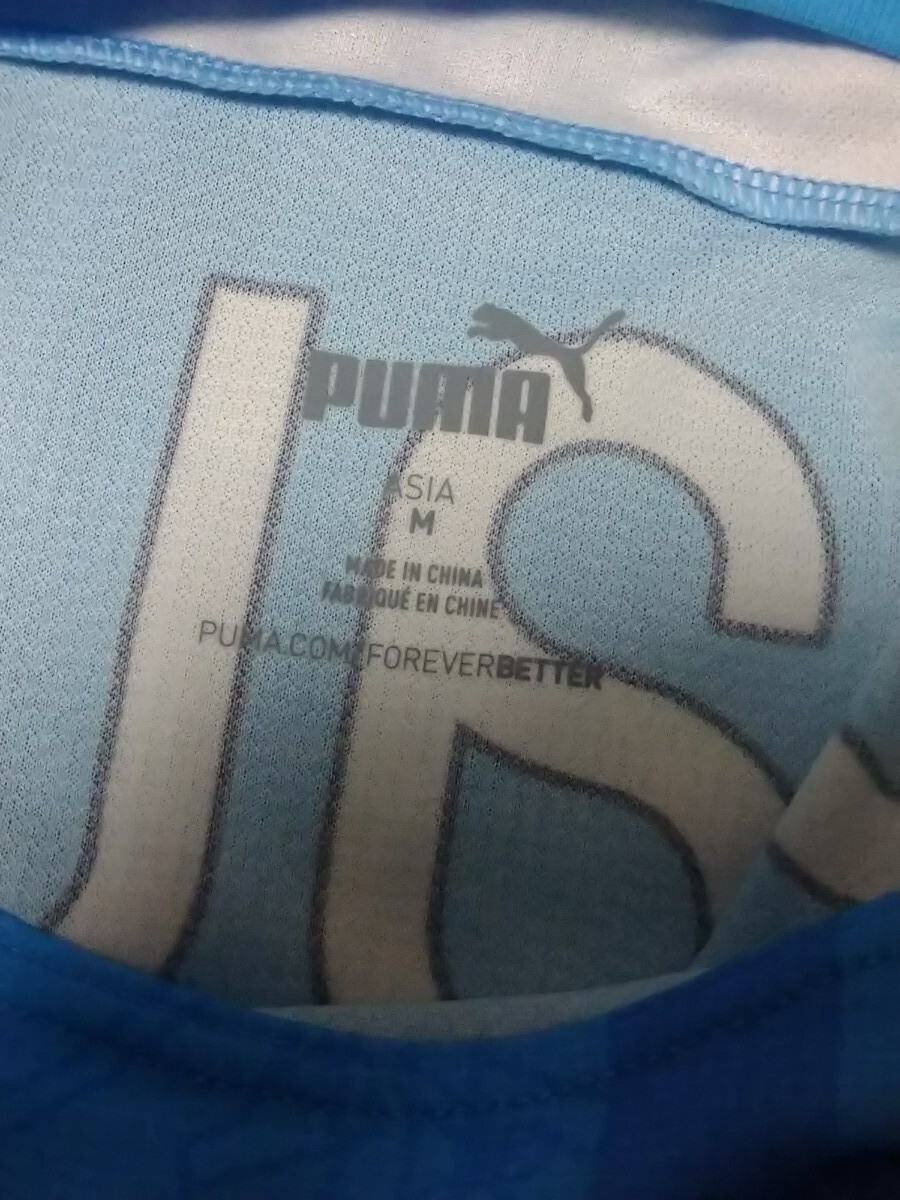 PUMA
ASIA
M
MADE IN CHINA
FABRIQUÉ EN CHINE
PUMA.COM/FOREVERBETTER